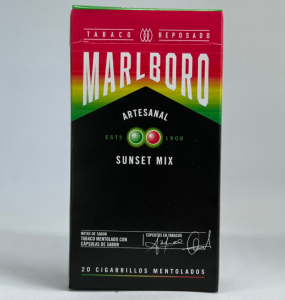 TABACO REPOSADO
MARLBORO
ARTESANAL
ESTD 1908
SUNSET MIX
NOTAS DE SABOR
TABACO MENTOLADO CON
CÁPSULAS DE SABOR
EXPERTOS EN TABACOS
20 CIGARRILLOS MENTOLADOS